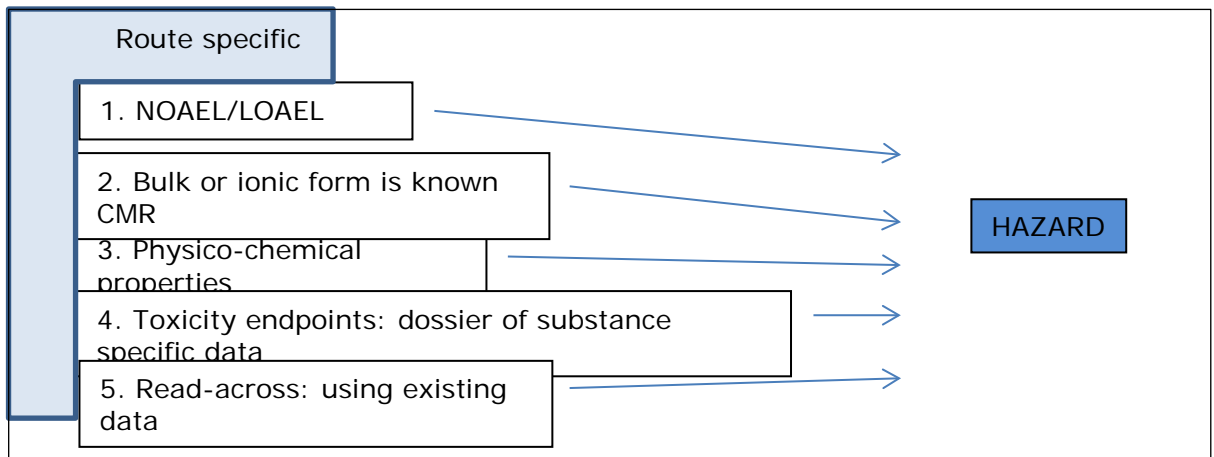 Route specific
1. NOAEL/LOAEL
2. Bulk or ionic form is known
CMR
HAZARD
3. Physico-chemical
properties
4. Toxicity endpoints: dossier of substance
specific data
5. Read-across: using existing
data